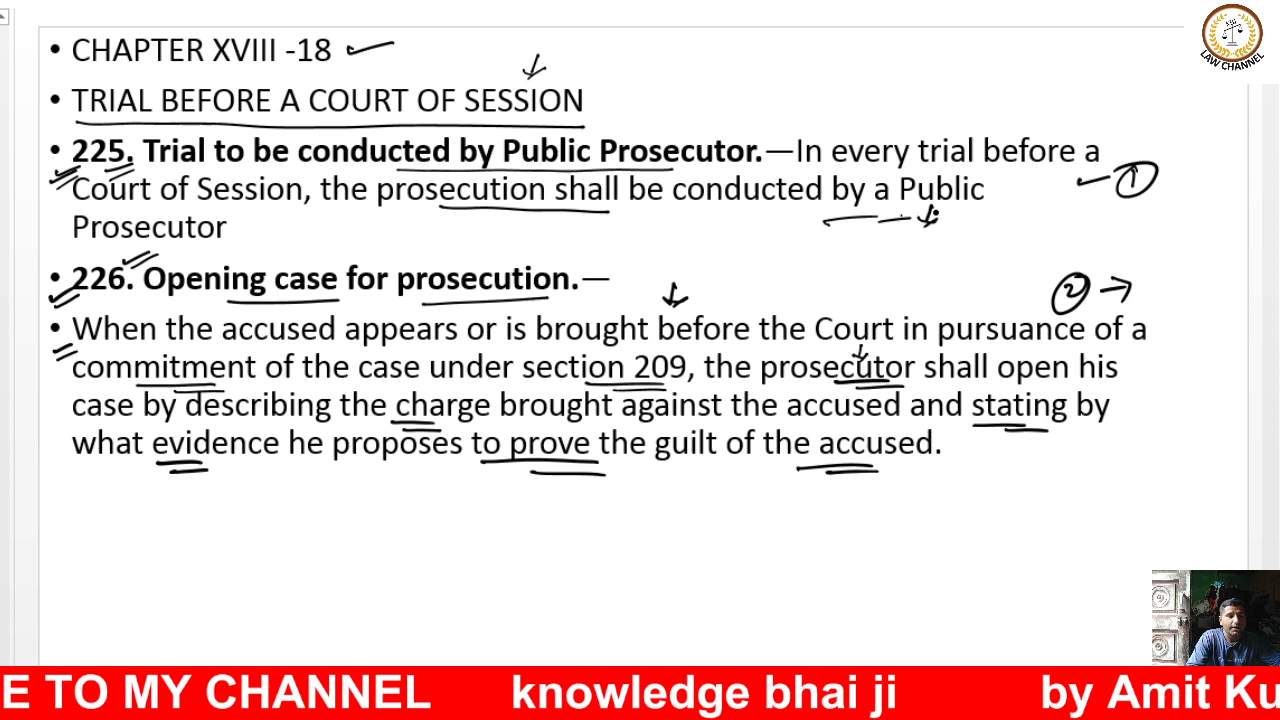 • CHAPTER XVIII -18
• TRIAL BEFORE A COURT OF SESSION
• 225. Trial to be conducted by Public Prosecutor.—In every trial before a
Court of Session, the prosecution shall be conducted by a Public
Prosecutor
1
• 226. Opening case for prosecution.—
2
• When the accused appears or is brought before the Court in pursuance of a
commitment of the case under section 209, the prosecutor shall open his
case by describing the charge brought against the accused and stating by
what evidence he proposes to prove the guilt of the accused.
LAW CHANNEL
E TO MY CHANNEL knowledge bhai ji by Amit Ku